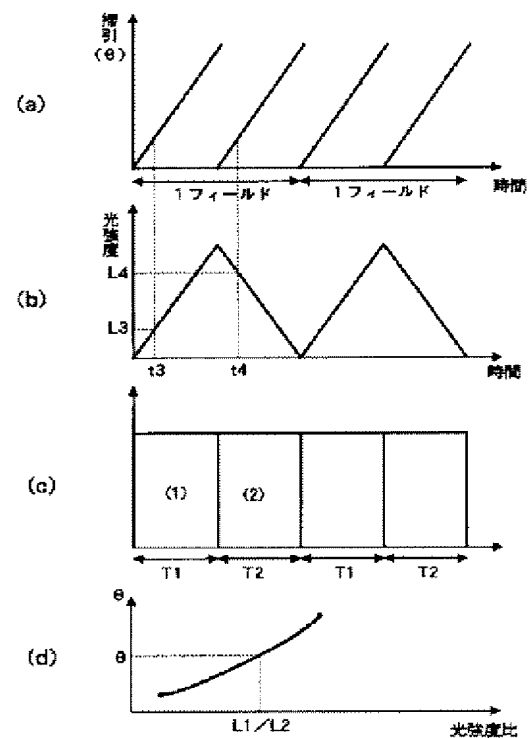 掃引
(θ)
(a)
1フィールド 1フィールド 時間
光強度
L4
(b)
L3
t3 t4 時間
(c)
(1) (2)
T1 T2 T1 T2
θ
(d)
θ
L1/L2 光強度比